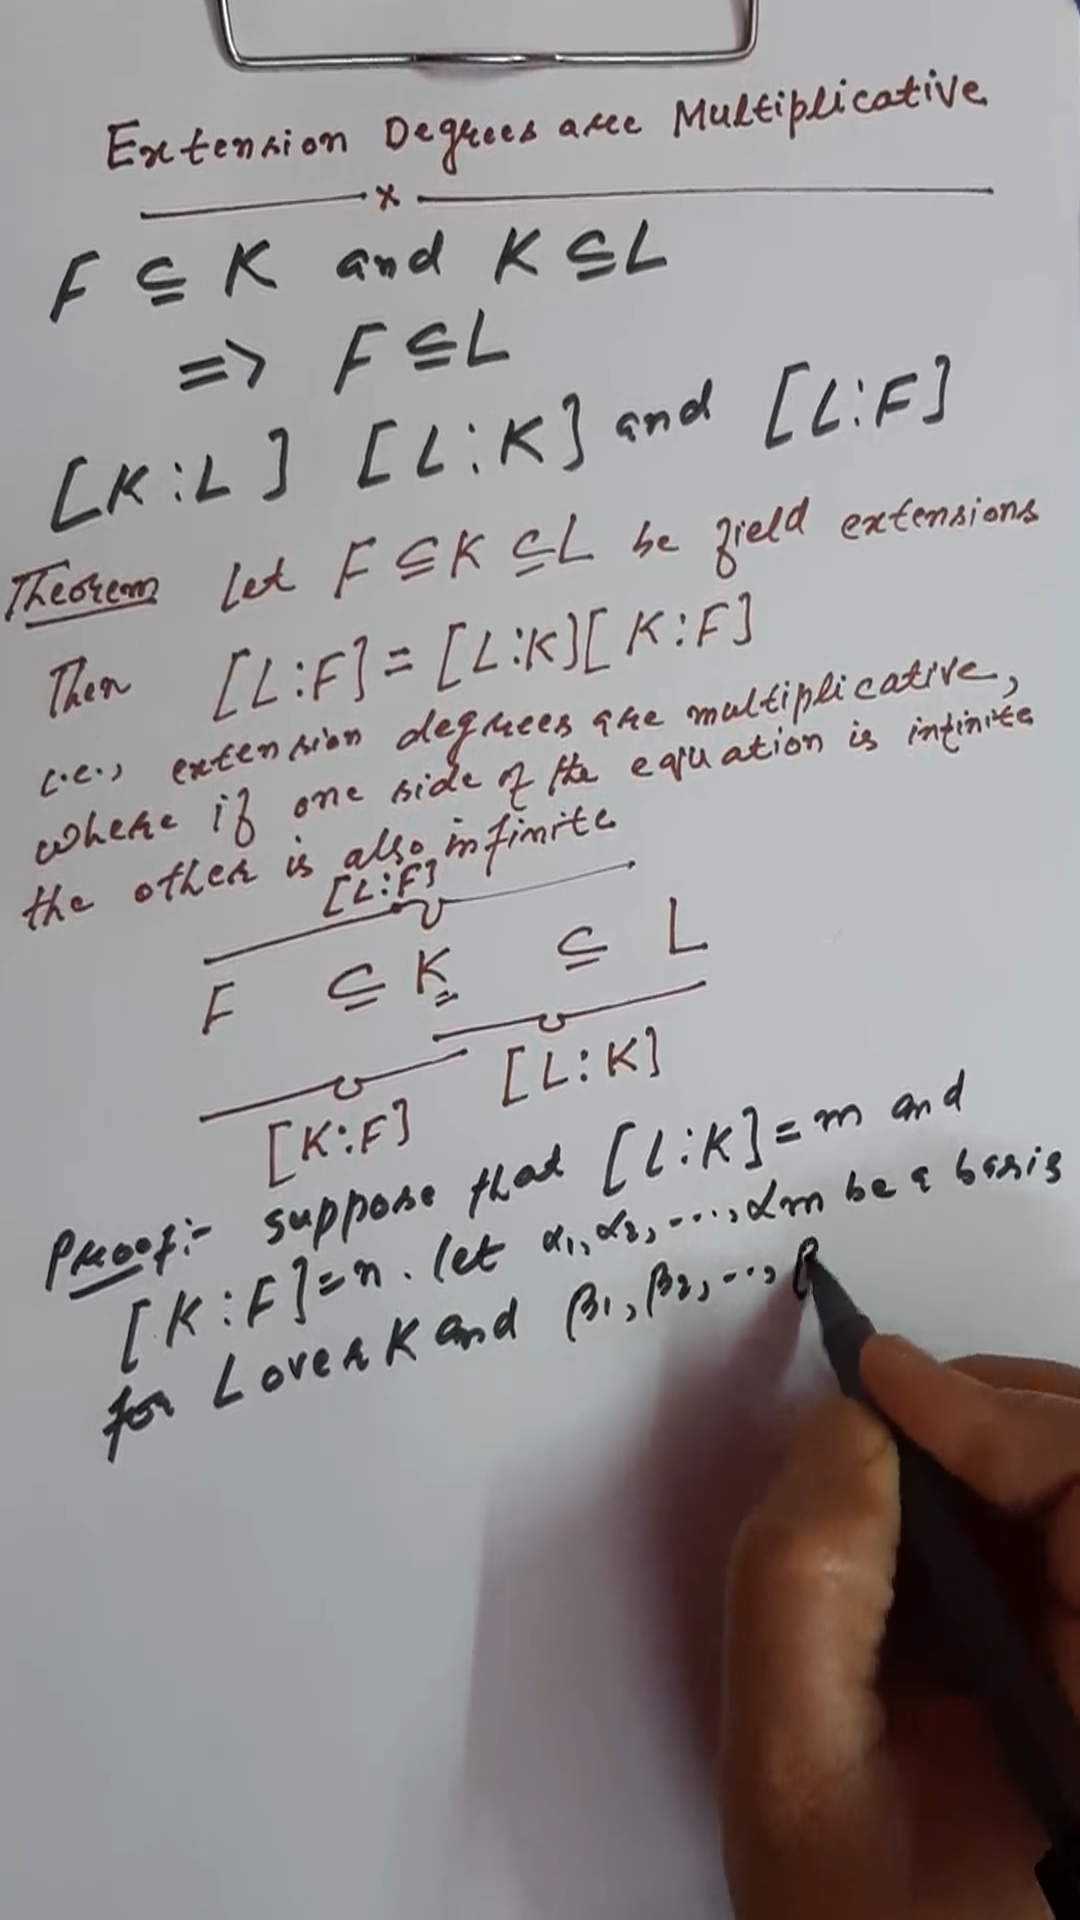 Extension Degrees are Multiplicative
x
F ⊆ K and K ⊆ L
=> F ⊆ L
[K:L] [L:K] and [L:F]
Theorem Let F ⊆ K ⊆ L be field extensions
Then [L:F] = [L:K][K:F]
i.e., extension degrees are multiplicative,
where if one side of the equation is infinite
the other is also infinite
[L:F]
F ⊆ K ⊆ L
[L:K]
[K:F]
Proof:- suppose that [L:K] = m and
[K:F] = n. let α1, α2, ..., αm be a basis
for L over K and β1, β2, ..., β